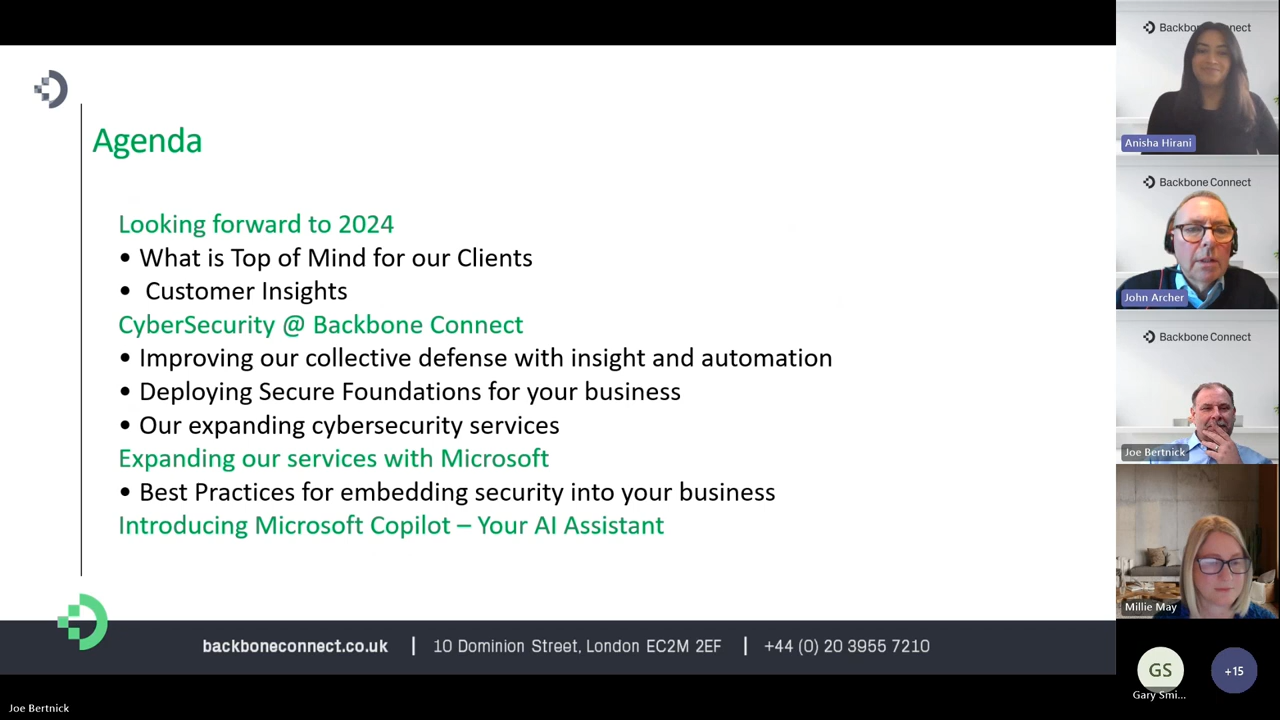 Agenda
Looking forward to 2024
• What is Top of Mind for our Clients
• Customer Insights
CyberSecurity @ Backbone Connect
• Improving our collective defense with insight and automation
• Deploying Secure Foundations for your business
• Our expanding cybersecurity services
Expanding our services with Microsoft
• Best Practices for embedding security into your business
Introducing Microsoft Copilot – Your AI Assistant
backboneconnect.co.uk | 10 Dominion Street, London EC2M 2EF | +44 (0) 20 3955 7210
Joe Bertnick
Anisha Hirani
Backbone Connect
John Archer
Backbone Connect
Joe Bertnick
Millie May
GS
+15
Gary Smi...